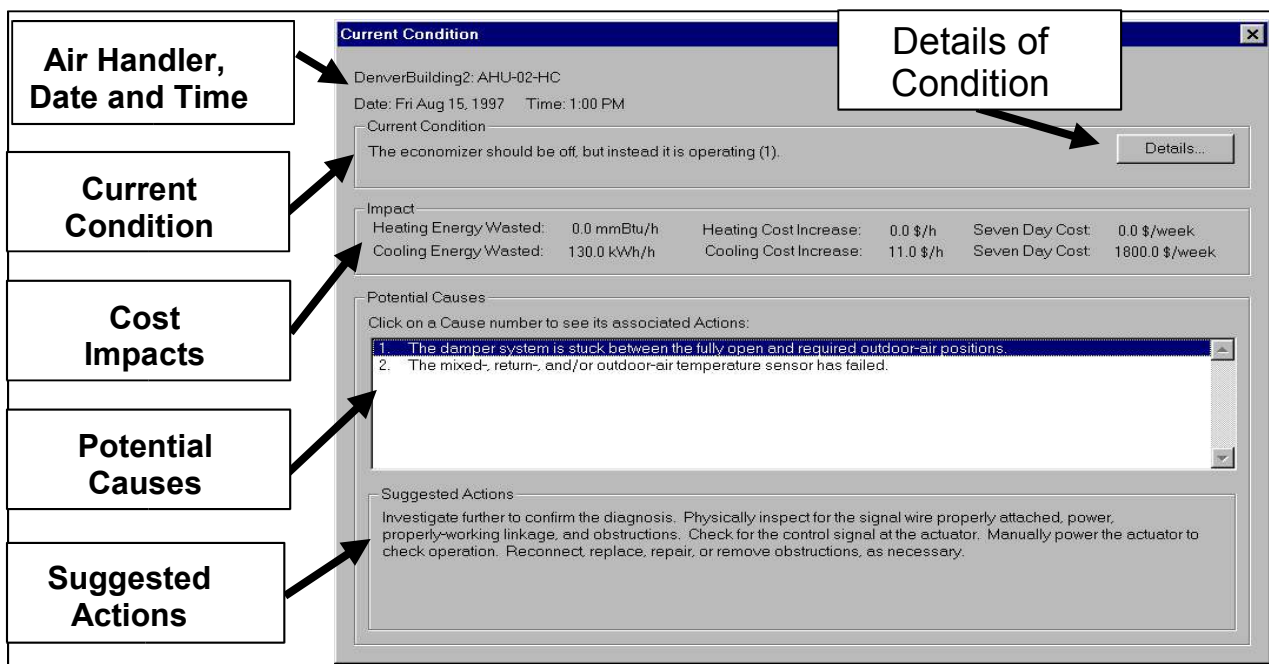 Air Handler,
Date and Time
Current
Condition
Cost
Impacts
Potential
Causes
Suggested
Actions
Details of
Condition
Current Condition
DenverBuilding2: AHU-02-HC
Date: Fri Aug 15, 1997 Time: 1:00 PM
Current Condition
The economizer should be off, but instead it is operating (1).
Details...
Impact
Heating Energy Wasted: 0.0 mmBtu/h Heating Cost Increase: 0.0 $/h Seven Day Cost: 0.0 $/week
Cooling Energy Wasted: 130.0 kWh/h Cooling Cost Increase: 11.0 $/h Seven Day Cost: 1800.0 $/week
Potential Causes
Click on a Cause number to see its associated Actions:
1. The damper system is stuck between the fully open and required outdoor-air positions.
2. The mixed-, return-, and/or outdoor-air temperature sensor has failed.
Suggested Actions
Investigate further to confirm the diagnosis. Physically inspect for the signal wire properly attached, power,
properly-working linkage, and obstructions. Check for the control signal at the actuator. Manually power the actuator to
check operation. Reconnect, replace, repair, or remove obstructions, as necessary.